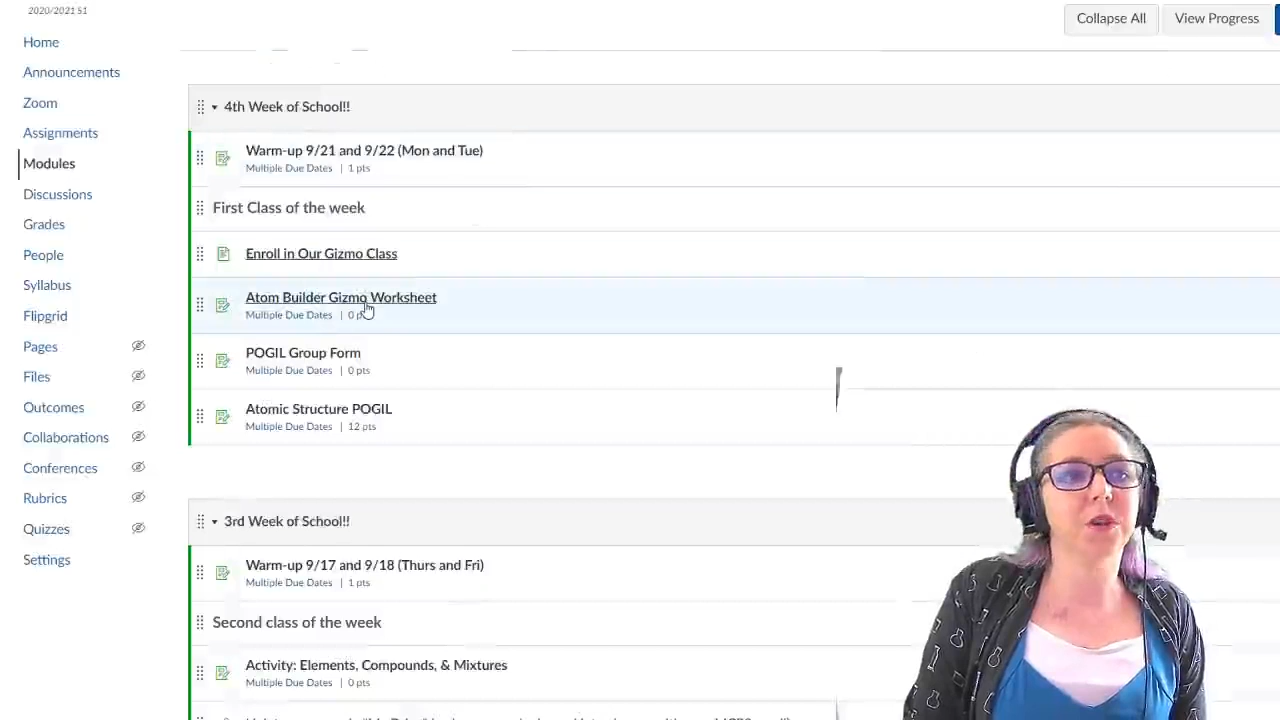 2020/2021 S1
Collapse All
View Progress
Home
Announcements
Zoom
Assignments
Modules
Discussions
Grades
People
Syllabus
Flipgrid
Pages
Files
Outcomes
Collaborations
Conferences
Rubrics
Quizzes
Settings
4th Week of School!!
Warm-up 9/21 and 9/22 (Mon and Tue)
Multiple Due Dates | 1 pts
First Class of the week
Enroll in Our Gizmo Class
Atom Builder Gizmo Worksheet
Multiple Due Dates | 0
POGIL Group Form
Multiple Due Dates | 0 pts
Atomic Structure POGIL
Multiple Due Dates | 12 pts
3rd Week of School!!
Warm-up 9/17 and 9/18 (Thurs and Fri)
Multiple Due Dates | 1 pts
Second class of the week
Activity: Elements, Compounds, & Mixtures
Multiple Due Dates | 0 pts